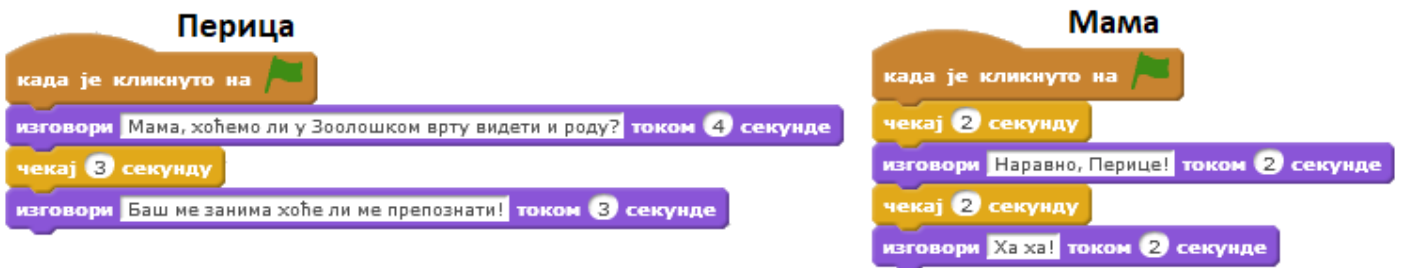 Перица
када је кликнуто на
изговори Мама, хоћемо ли у Зоолошком врту видети и роду? током 4 секунде
чекај 3 секунду
изговори Баш ме занима хоће ли ме препознати! током 3 секунде
Мама
када је кликнуто на
чекај 2 секунду
изговори Наравно, Перице! током 2 секунде
чекај 2 секунду
изговори Ха ха! током 2 секунде